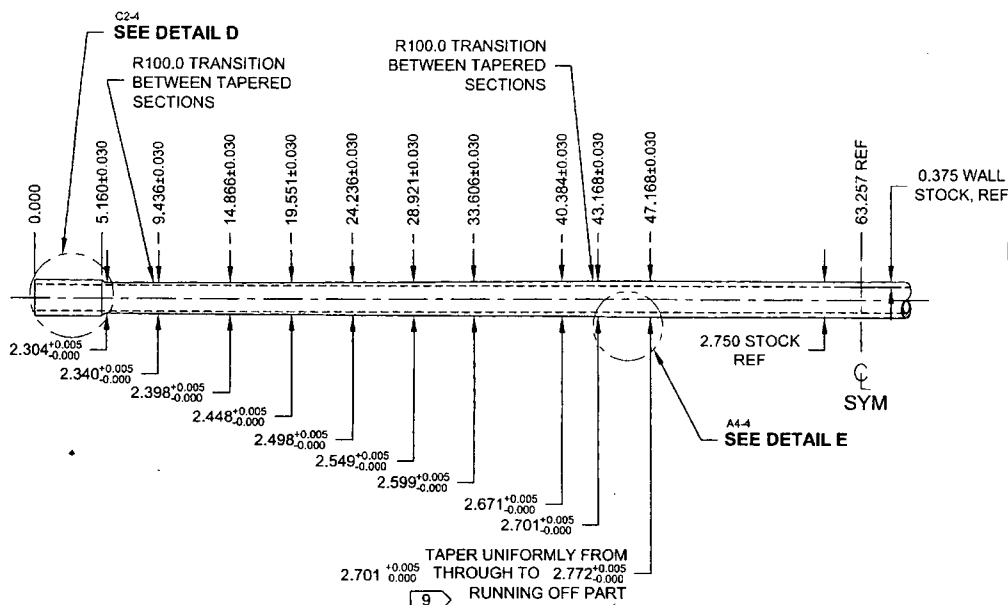 C2-4
SEE DETAIL D
R100.0 TRANSITION
BETWEEN TAPERED
SECTIONS
R100.0 TRANSITION
BETWEEN TAPERED
SECTIONS
0.000
5.160±0.030
9.436±0.030
14.866±0.030
19.551±0.030
24.236±0.030
28.921±0.030
33.606±0.030
40.384±0.030
43.168±0.030
47.168±0.030
63.257 REF
0.375 WALL
STOCK, REF
2.304 +0.005 -0.000
2.340 +0.005 -0.000
2.398 +0.005 -0.000
2.448 +0.005 -0.000
2.498 +0.005 -0.000
2.549 +0.005 -0.000
2.599 +0.005 -0.000
2.671 +0.005 -0.000
2.701 +0.005 -0.000
2.750 STOCK
REF
CL
SYM
A4-4
SEE DETAIL E
TAPER UNIFORMLY FROM
2.701 +0.005 0.000 THROUGH TO 2.772 +0.005 -0.000
9 RUNNING OFF PART